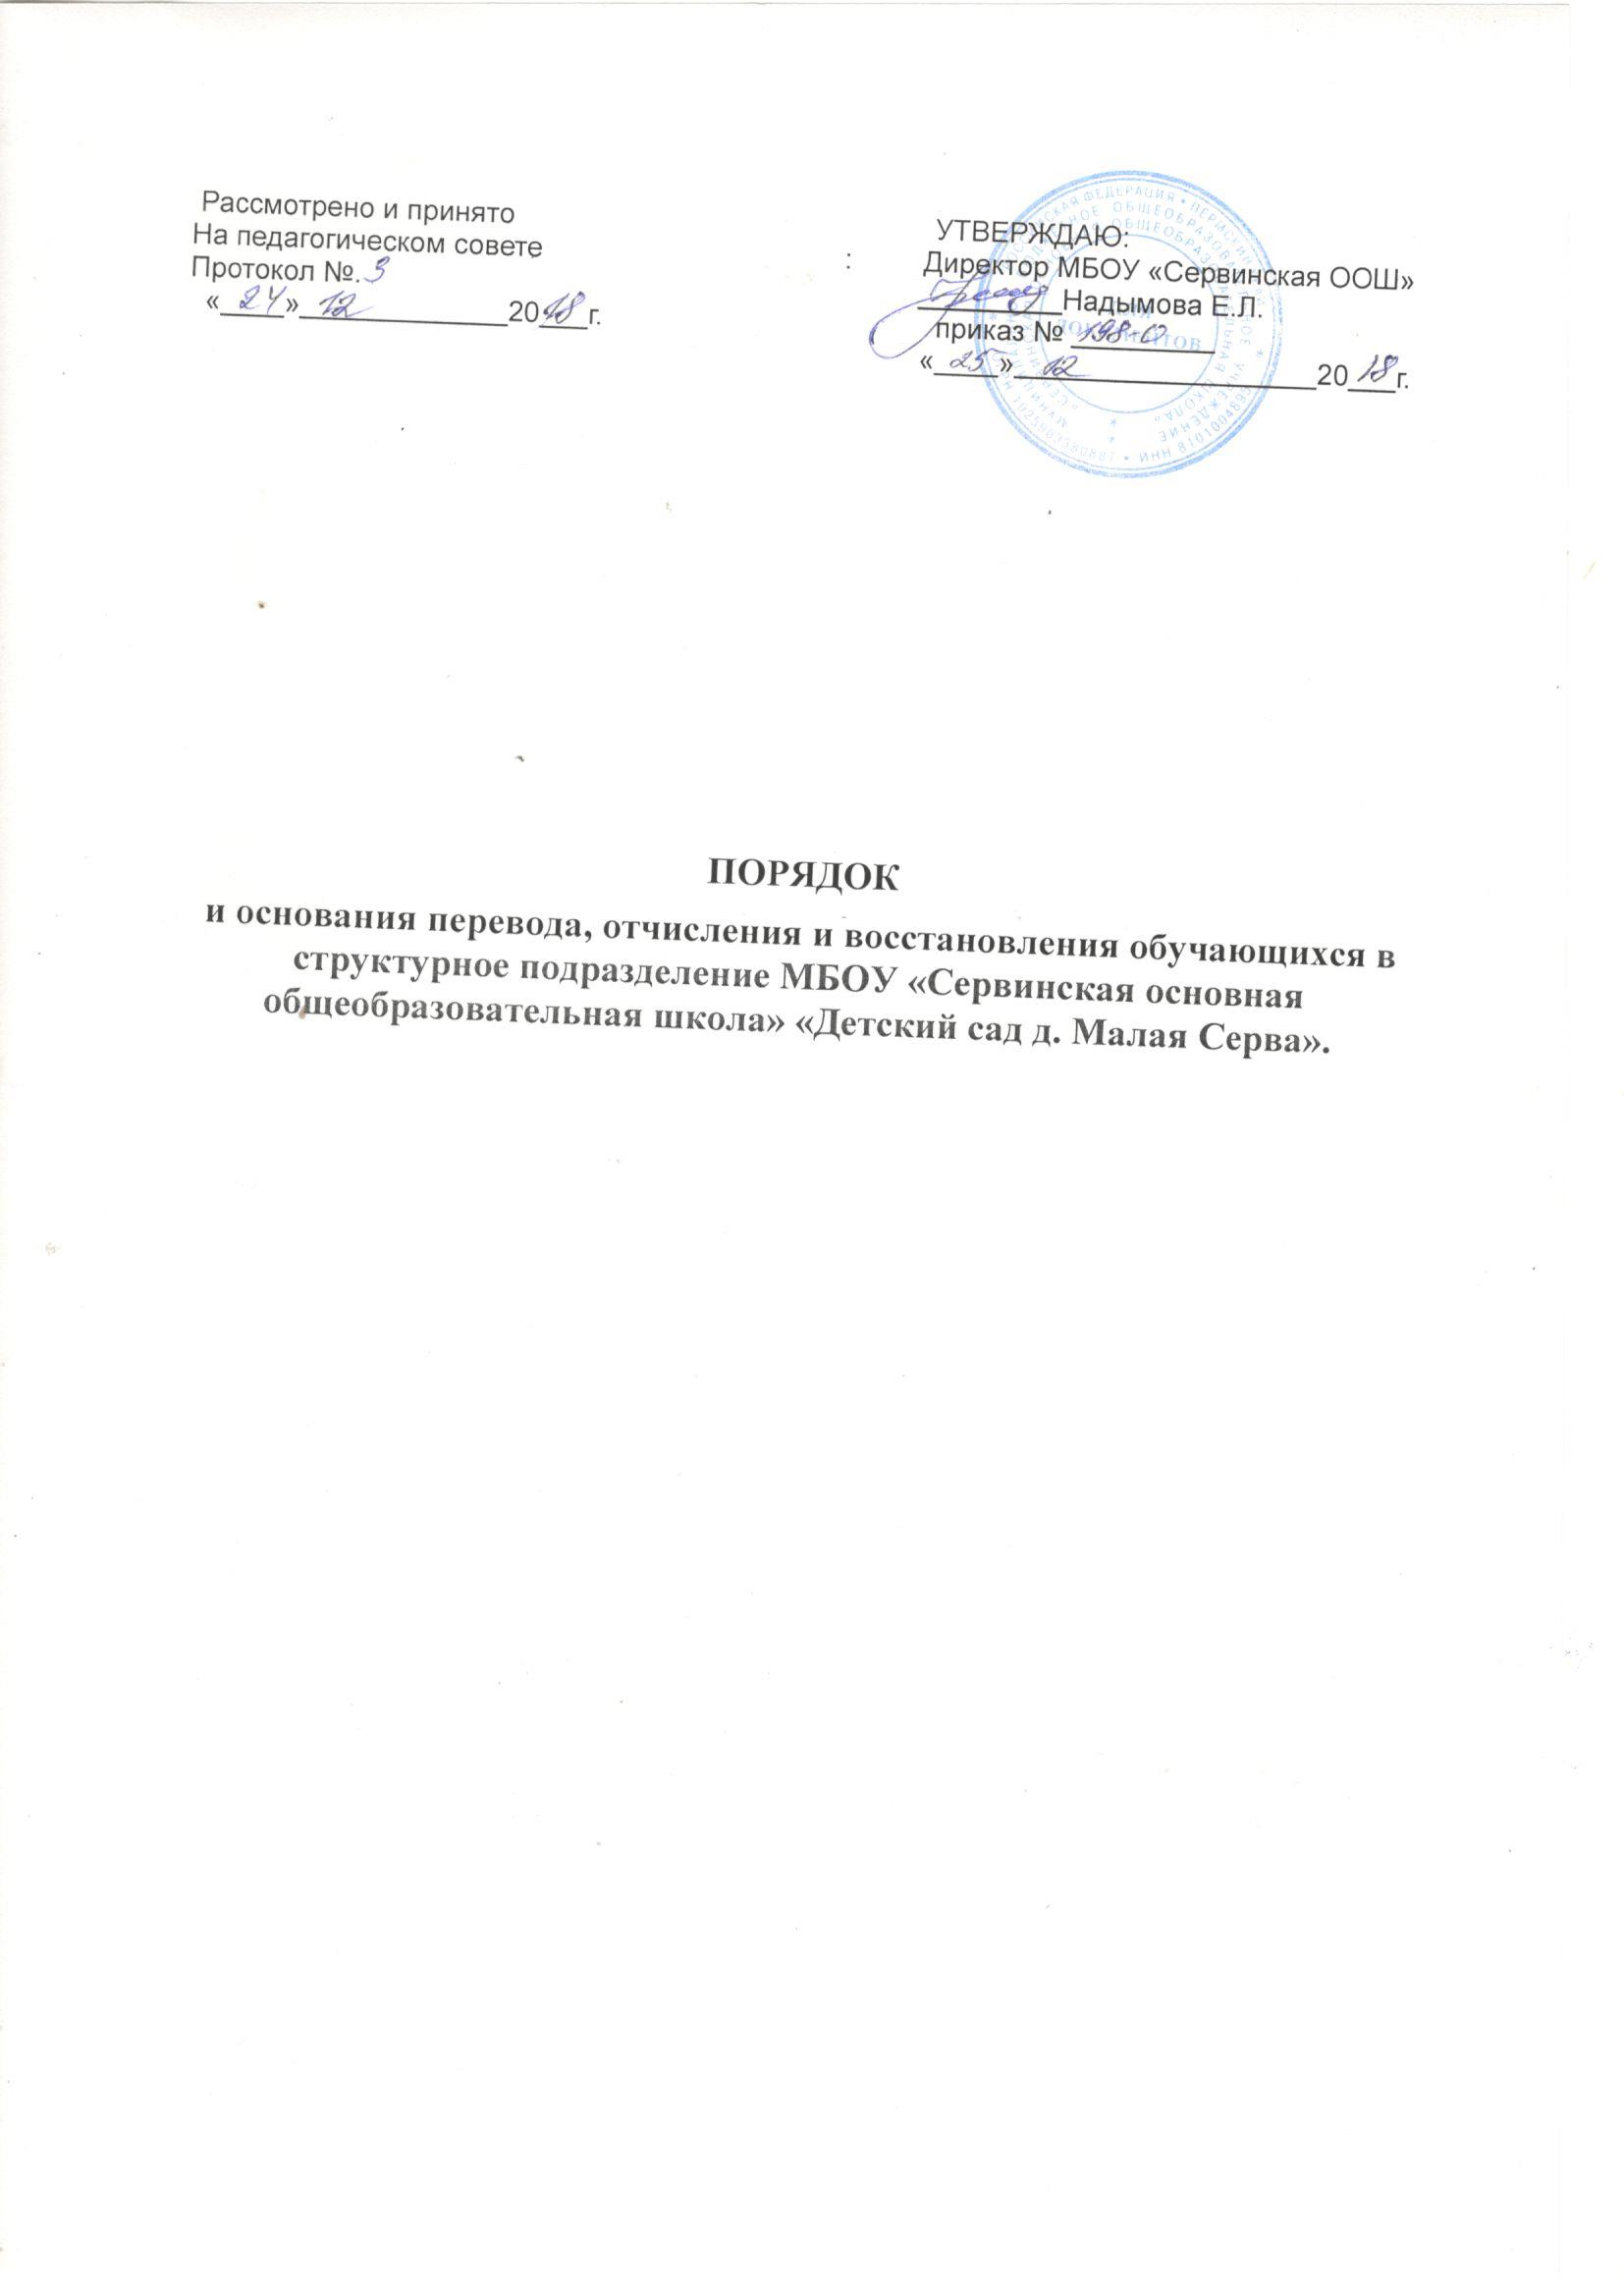 Рассмотрено и принято
На педагогическом совете
Протокол №. 3
« 24 » 12 2018 г.
:
УТВЕРЖДАЮ:
Директор МБОУ «Сервинская ООШ»
Надымова Е.Л.
приказ № 198-О
« 25 » 12 2018 г.
ПОРЯДОК
и основания перевода, отчисления и восстановления обучающихся в
структурное подразделение МБОУ «Сервинская основная
общеобразовательная школа» «Детский сад д. Малая Серва».